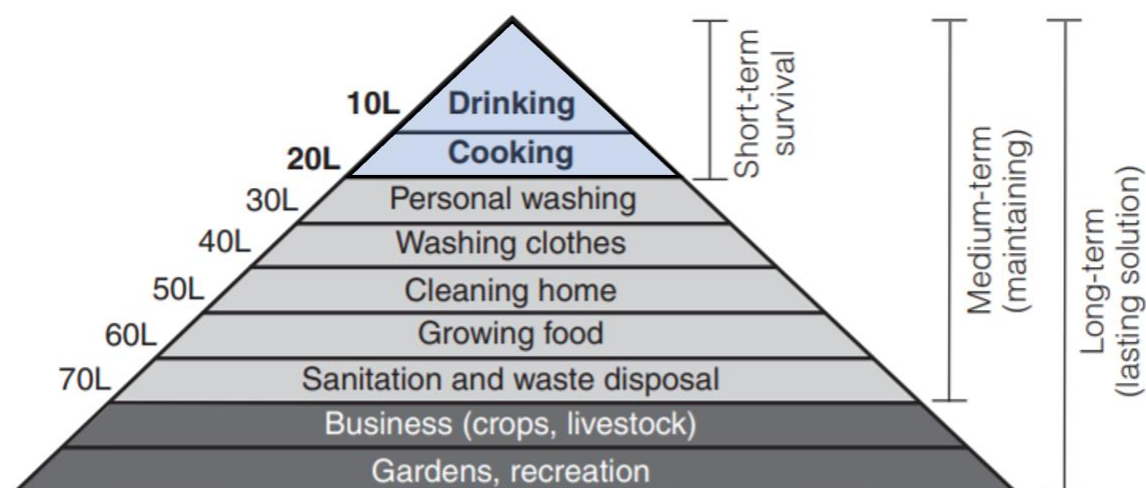 10L Drinking
20L Cooking
30L Personal washing
40L Washing clothes
50L Cleaning home
60L Growing food
70L Sanitation and waste disposal
Business (crops, livestock)
Gardens, recreation
Short-term
survival
Medium-term
(maintaining)
Long-term
(lasting solution)